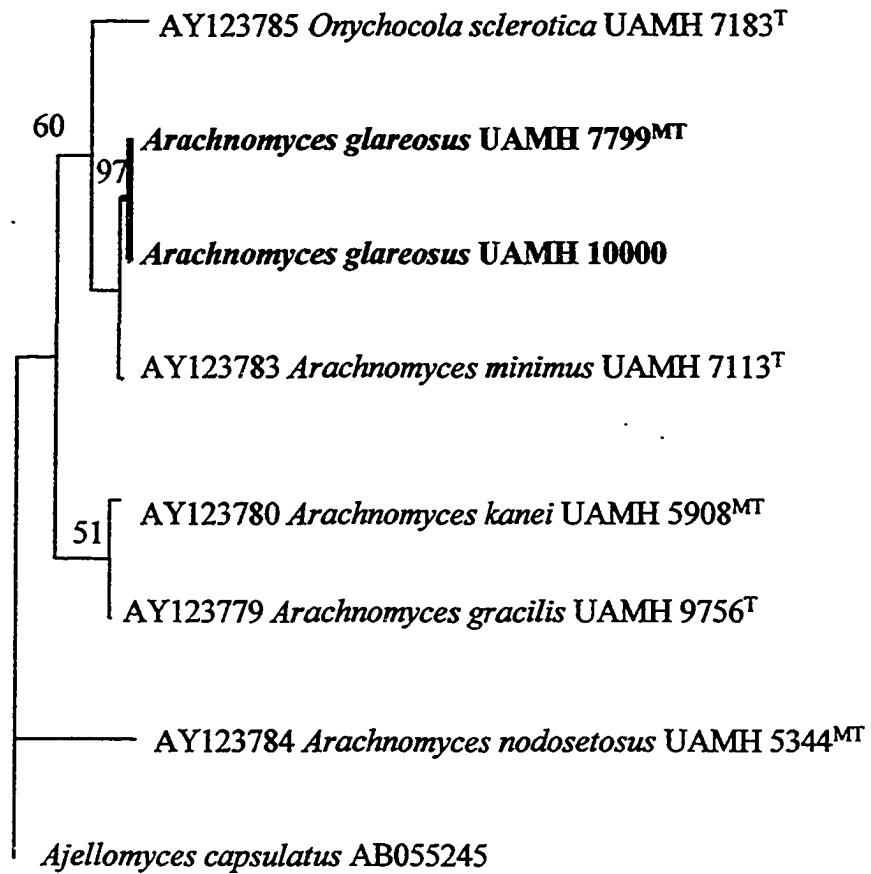 AY123785 Onychocola sclerotica UAMH 7183ᵀ
60
Arachnomyces glareosus UAMH 7799ᴹᵀ
97
Arachnomyces glareosus UAMH 10000
AY123783 Arachnomyces minimus UAMH 7113ᵀ
AY123780 Arachnomyces kanei UAMH 5908ᴹᵀ
51
AY123779 Arachnomyces gracilis UAMH 9756ᵀ
AY123784 Arachnomyces nodosetosus UAMH 5344ᴹᵀ
Ajellomyces capsulatus AB055245